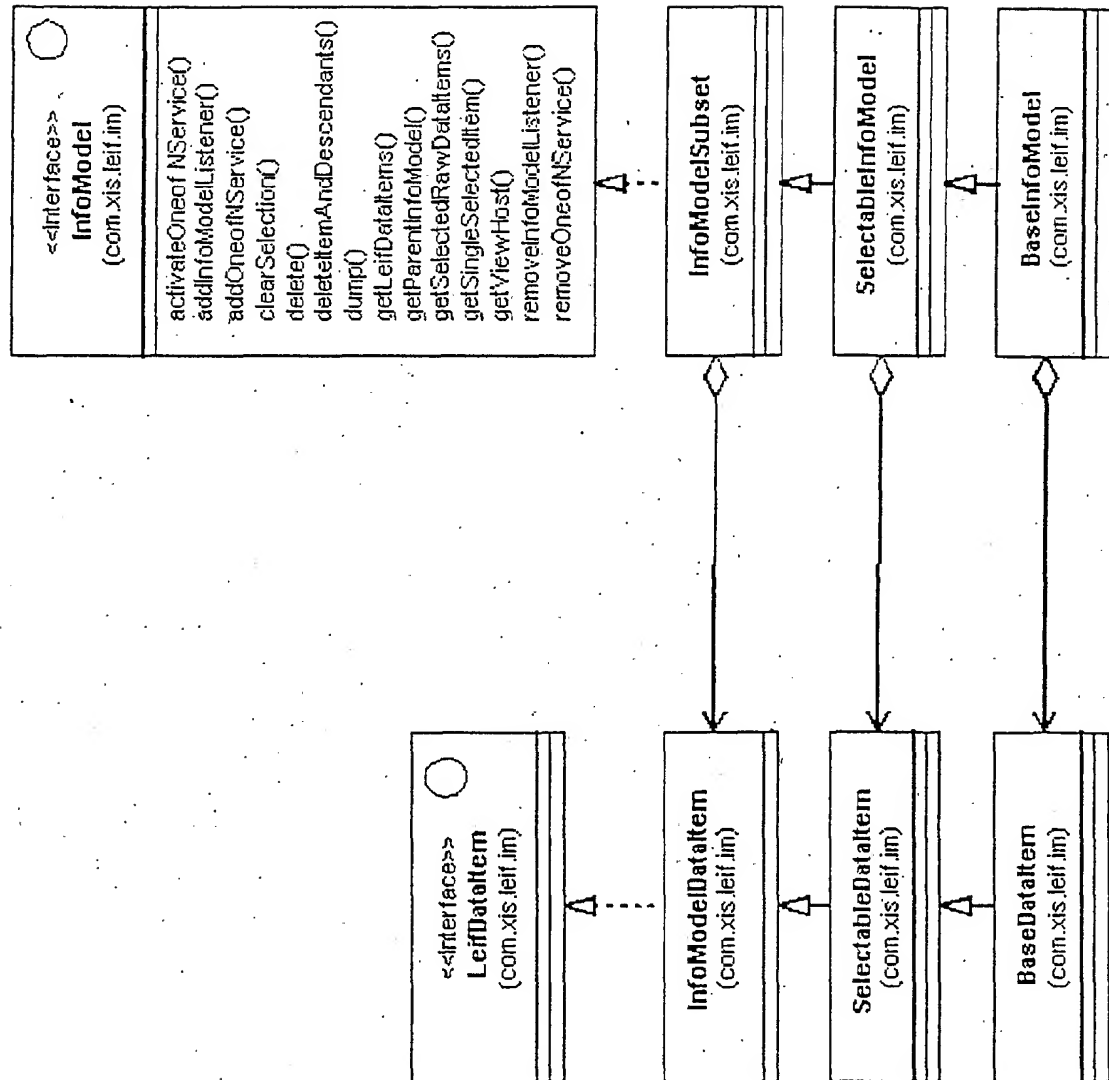 <<Interface>>
InfoModel
(com.xis.leif.im)
activateOneofNService()
addInfoModelListener()
addOneofNService()
clearSelection()
delete()
deleteItemAndDescendants()
dump()
getLeifDataItems()
getParentInfoModel()
getSelectedRawDataItems()
getSingleSelectedItem()
getViewHost()
removeInfoModelListener()
removeOneofNService()
InfoModelSubset
(com.xis.leif.im)
SelectableInfoModel
(com.xis.leif.im)
BaseInfoModel
(com.xis.leif.im)
<<Interface>>
LeifDataItem
(com.xis.leif.im)
InfoModelDataItem
(com.xis.leif.im)
SelectableDataItem
(com.xis.leif.im)
BaseDataItem
(com.xis.leif.im)